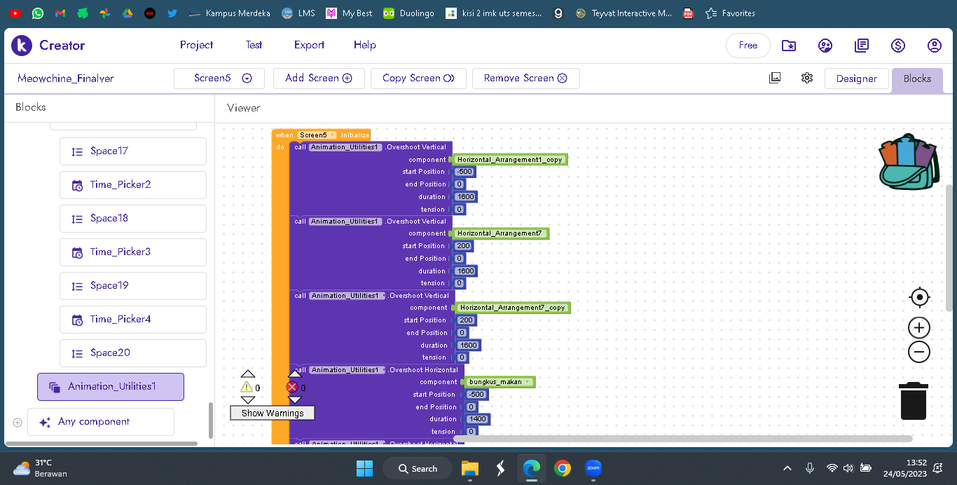 Kampus Merdeka
LMS
My Best
Duolingo
kisi 2 imk uts semes...
Teyvat Interactive M...
Favorites
Creator
Project
Test
Export
Help
Free
Meowchine_Finalver
Screen5
Add Screen
Copy Screen
Remove Screen
Designer
Blocks
Blocks
Viewer
Space17
Time_Picker2
Space18
Time_Picker3
Space19
Time_Picker4
Space20
Animation_Utilities1
Any component
when Screen5 .Initialize
do call Animation_Utilities1 .Overshoot Vertical
component Horizontal_Arrangement1_copy
start Position -500
end Position 0
duration 1600
tension 0
call Animation_Utilities1 .Overshoot Vertical
component Horizontal_Arrangement7
start Position 200
end Position 0
duration 1600
tension 0
call Animation_Utilities1 .Overshoot Vertical
component Horizontal_Arrangement7_copy
start Position 200
end Position 0
duration 1600
tension 0
call Animation_Utilities1 .Overshoot Horizontal
component bungkus_makan
start Position -500
end Position 0
duration 1400
tension 0
0
0
Show Warnings
31°C
Berawan
Search
zoom
13:52
24/05/2023